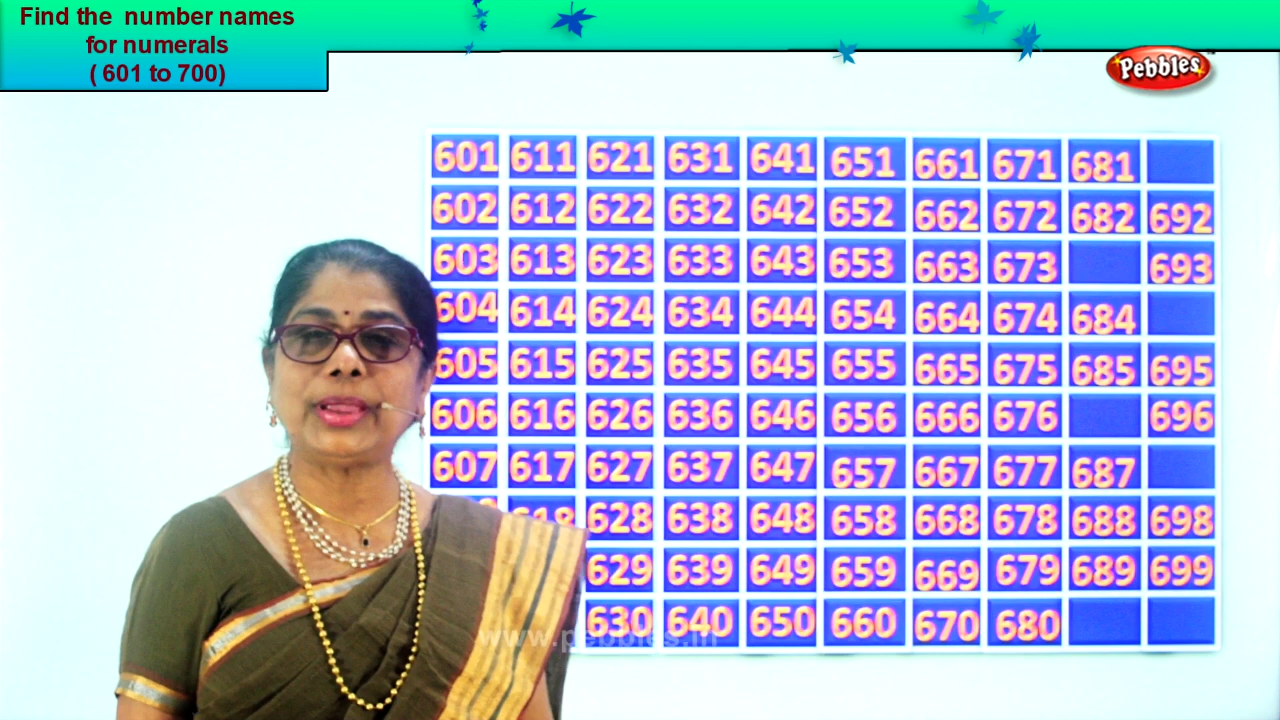 Find the number names
for numerals
( 601 to 700)
Pebbles
601 611 621 631 641 651 661 671 681
602 612 622 632 642 652 662 672 682 692
603 613 623 633 643 653 663 673 693
604 614 624 634 644 654 664 674 684
605 615 625 635 645 655 665 675 685 695
606 616 626 636 646 656 666 676 696
607 617 627 637 647 657 667 677 687
618 628 638 648 658 668 678 688 698
629 639 649 659 669 679 689 699
630 640 650 660 670 680
www.pebbles.in